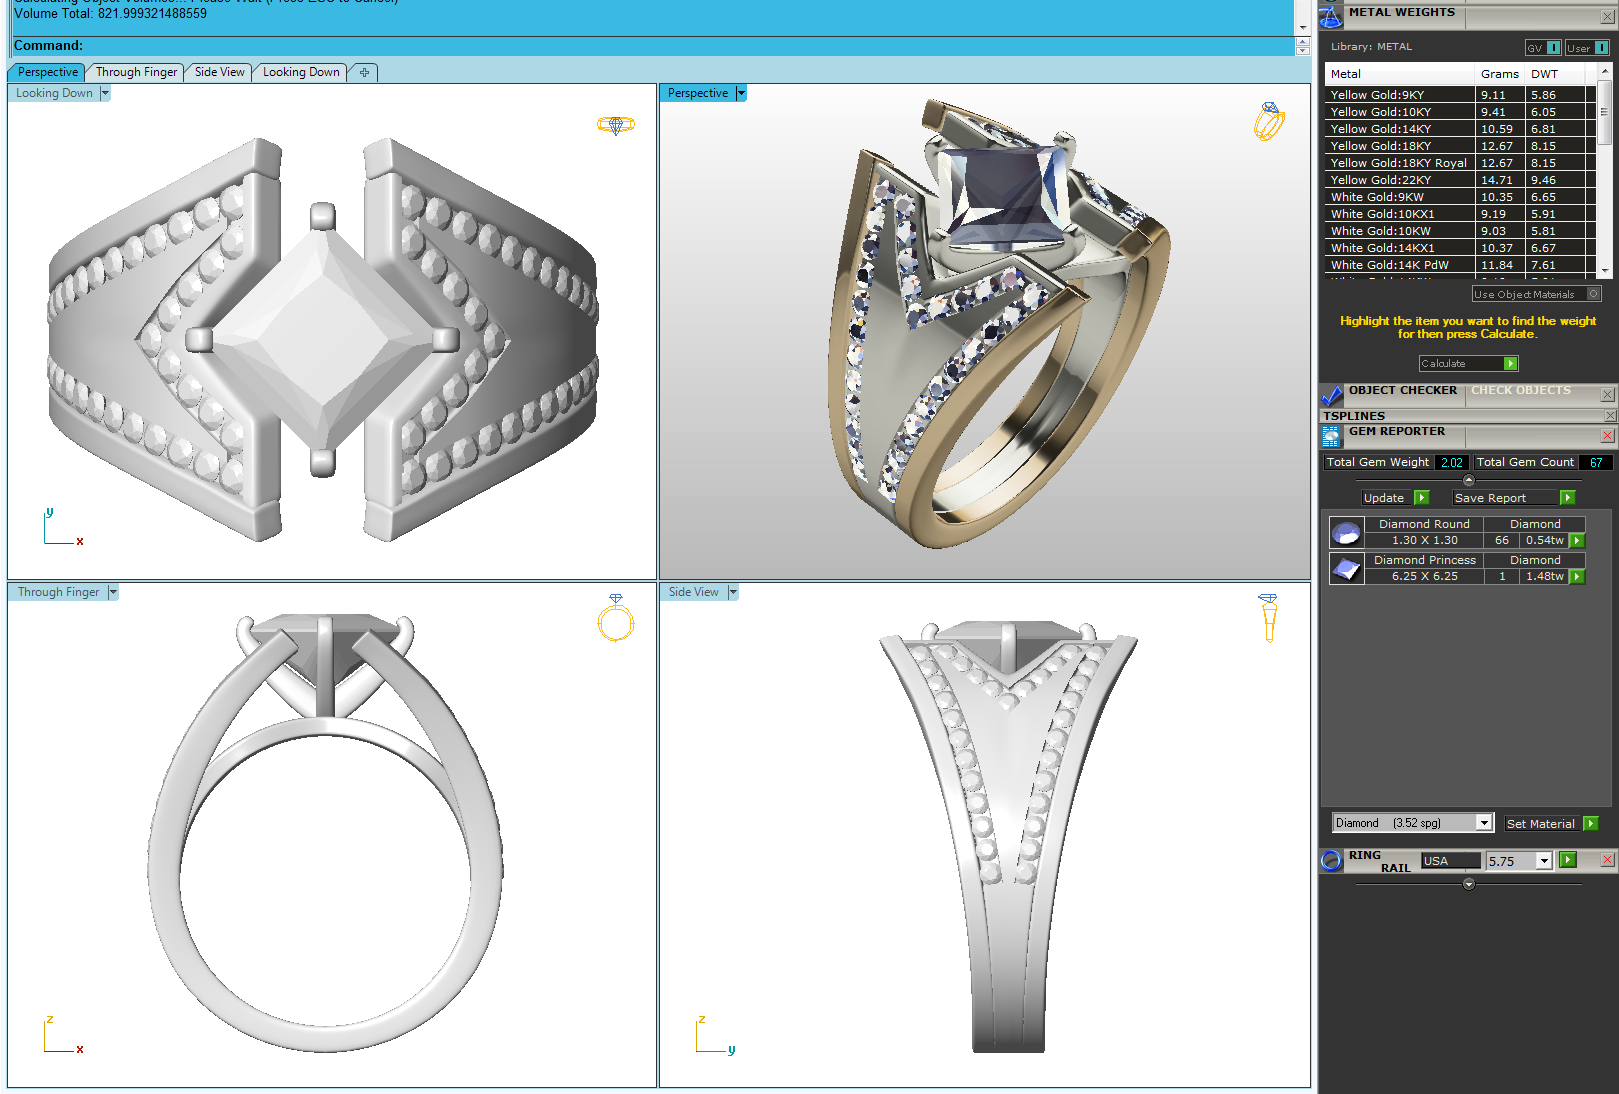 Calculating Object Volumes... Please Wait (Press ESC to Cancel)
Volume Total: 821.999321488559
Command:
Perspective
Through Finger
Side View
Looking Down
Looking Down
Perspective
y
x
Through Finger
Side View
z
x
z
y
METAL WEIGHTS
Library: METAL
GV
User
Metal Grams DWT
Yellow Gold:9KY 9.11 5.86
Yellow Gold:10KY 9.41 6.05
Yellow Gold:14KY 10.59 6.81
Yellow Gold:18KY 12.67 8.15
Yellow Gold:18KY Royal 12.67 8.15
Yellow Gold:22KY 14.71 9.46
White Gold:9KW 10.35 6.65
White Gold:10KX1 9.19 5.91
White Gold:10KW 9.03 5.81
White Gold:14KX1 10.37 6.67
White Gold:14K PdW 11.84 7.61
Use Object Materials
Highlight the item you want to find the weight
for then press Calculate.
Calculate
OBJECT CHECKER CHECK OBJECTS
TSPLINES
GEM REPORTER
Total Gem Weight 2.02 Total Gem Count 67
Update Save Report
Diamond Round Diamond
1.30 X 1.30 66 0.54tw
Diamond Princess Diamond
6.25 X 6.25 1 1.48tw
Diamond (3.52 spg) Set Material
RING RAIL USA 5.75